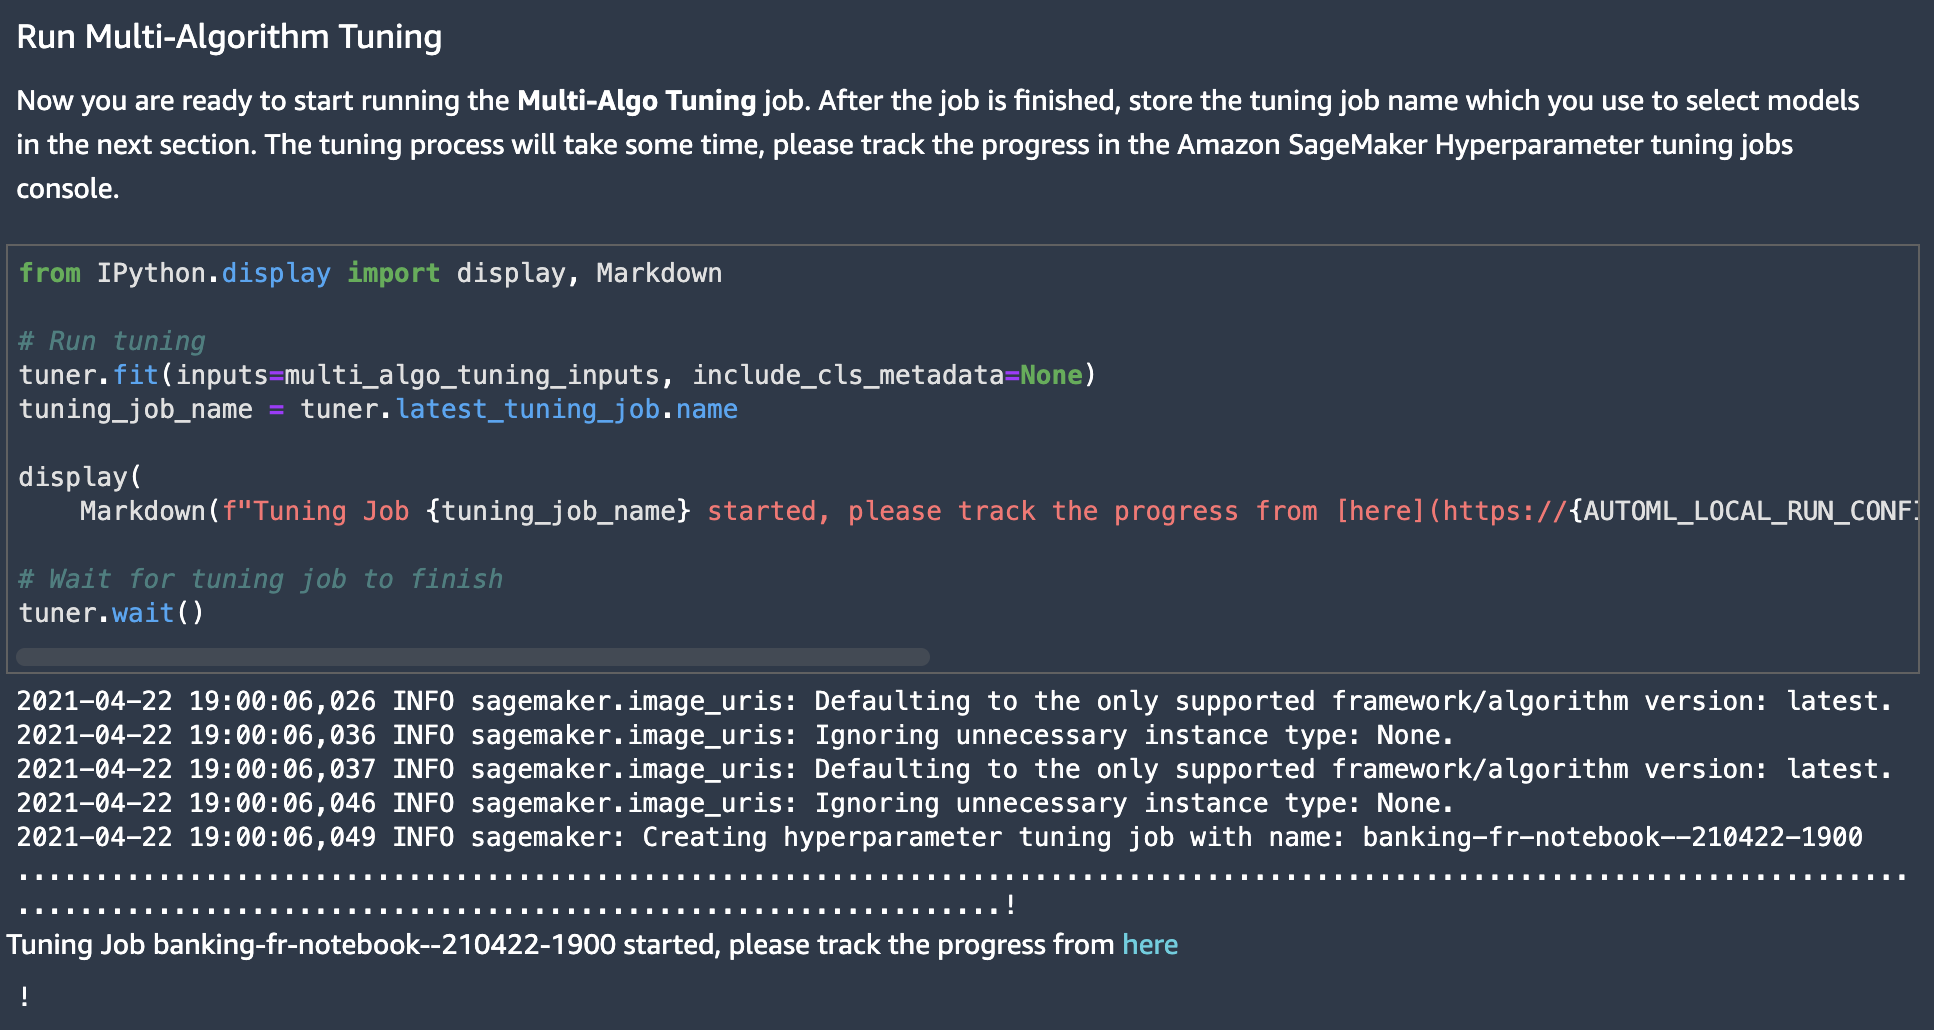 Run Multi-Algorithm Tuning
Now you are ready to start running the Multi-Algo Tuning job. After the job is finished, store the tuning job name which you use to select models
in the next section. The tuning process will take some time, please track the progress in the Amazon SageMaker Hyperparameter tuning jobs
console.
from IPython.display import display, Markdown
# Run tuning
tuner.fit(inputs=multi_algo_tuning_inputs, include_cls_metadata=None)
tuning_job_name = tuner.latest_tuning_job.name
display(
    Markdown(f"Tuning Job {tuning_job_name} started, please track the progress from [here](https://{AUTOML_LOCAL_RUN_CONFI
# Wait for tuning job to finish
tuner.wait()
2021-04-22 19:00:06,026 INFO sagemaker.image_uris: Defaulting to the only supported framework/algorithm version: latest.
2021-04-22 19:00:06,036 INFO sagemaker.image_uris: Ignoring unnecessary instance type: None.
2021-04-22 19:00:06,037 INFO sagemaker.image_uris: Defaulting to the only supported framework/algorithm version: latest.
2021-04-22 19:00:06,046 INFO sagemaker.image_uris: Ignoring unnecessary instance type: None.
2021-04-22 19:00:06,049 INFO sagemaker: Creating hyperparameter tuning job with name: banking-fr-notebook--210422-1900
.........................................................................................................................
...............................................................!
Tuning Job banking-fr-notebook--210422-1900 started, please track the progress from here
!